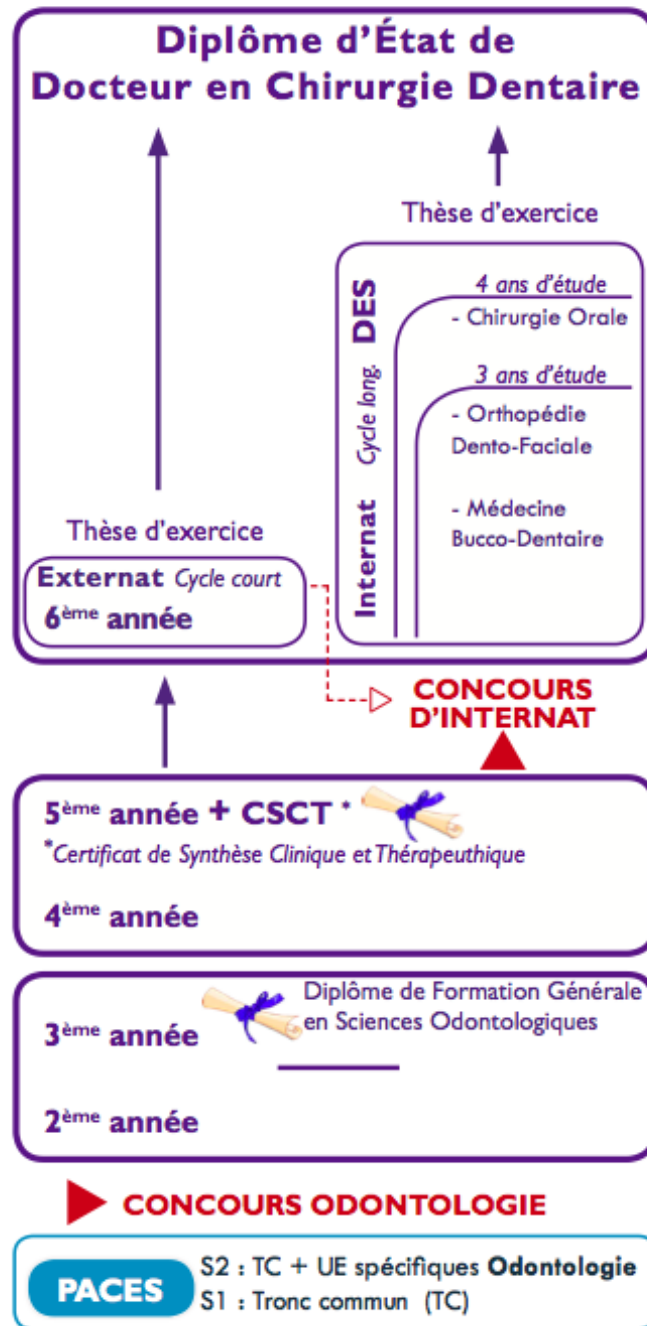 Diplôme d'État de
Docteur en Chirurgie Dentaire
Thèse d'exercice
DES
Cycle long.
Internat
4 ans d'étude
- Chirurgie Orale
3 ans d'étude
- Orthopédie
Dento-Faciale
- Médecine
Bucco-Dentaire
Thèse d'exercice
Externat Cycle court
6ème année
CONCOURS
D'INTERNAT
5ème année + CSCT *
*Certificat de Synthèse Clinique et Thérapeuthique
4ème année
Diplôme de Formation Générale
en Sciences Odontologiques
3ème année
2ème année
CONCOURS ODONTOLOGIE
PACES
S2 : TC + UE spécifiques Odontologie
S1 : Tronc commun (TC)